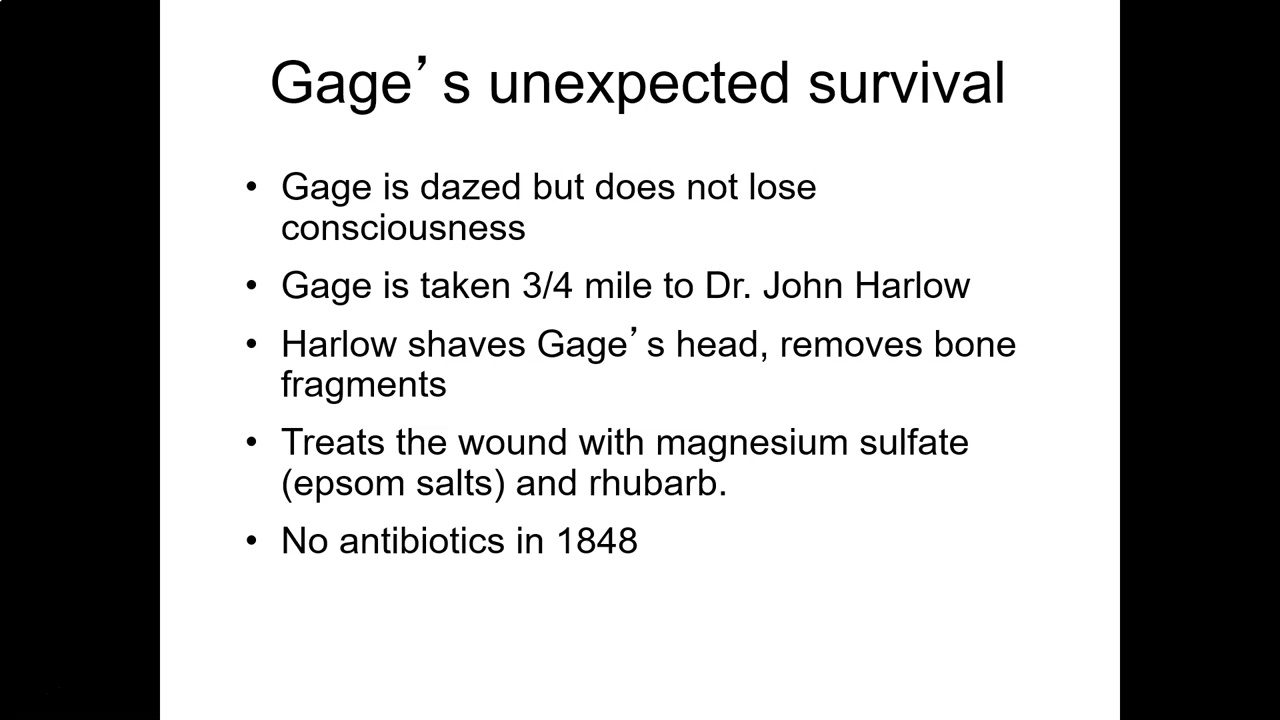 Gage’s unexpected survival
• Gage is dazed but does not lose
consciousness
• Gage is taken 3/4 mile to Dr. John Harlow
• Harlow shaves Gage’s head, removes bone
fragments
• Treats the wound with magnesium sulfate
(epsom salts) and rhubarb.
• No antibiotics in 1848